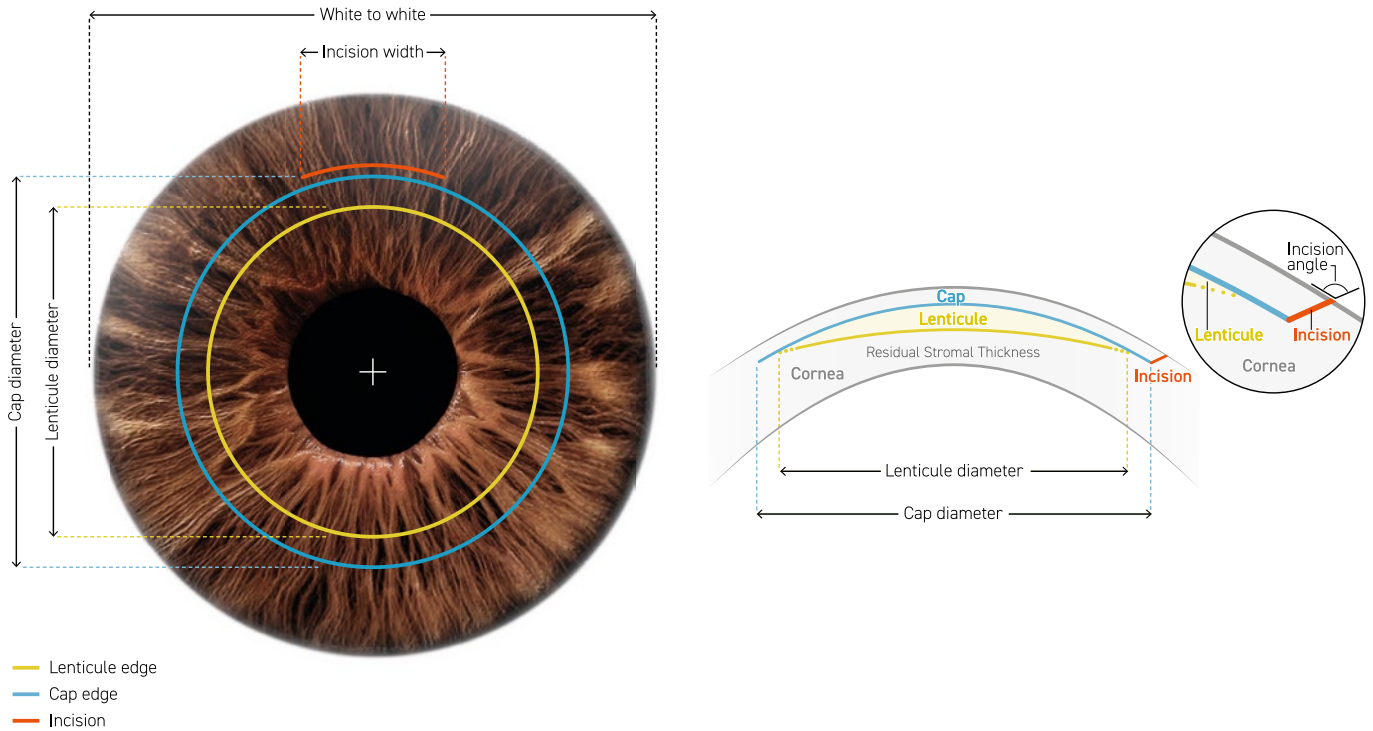 White to white
Incision width
Cap diameter
Lenticule diameter
Lenticule edge
Cap edge
Incision
Cap
Lenticule
Residual Stromal Thickness
Cornea
Incision
Lenticule diameter
Cap diameter
Incision
angle
Lenticule
Incision
Cornea